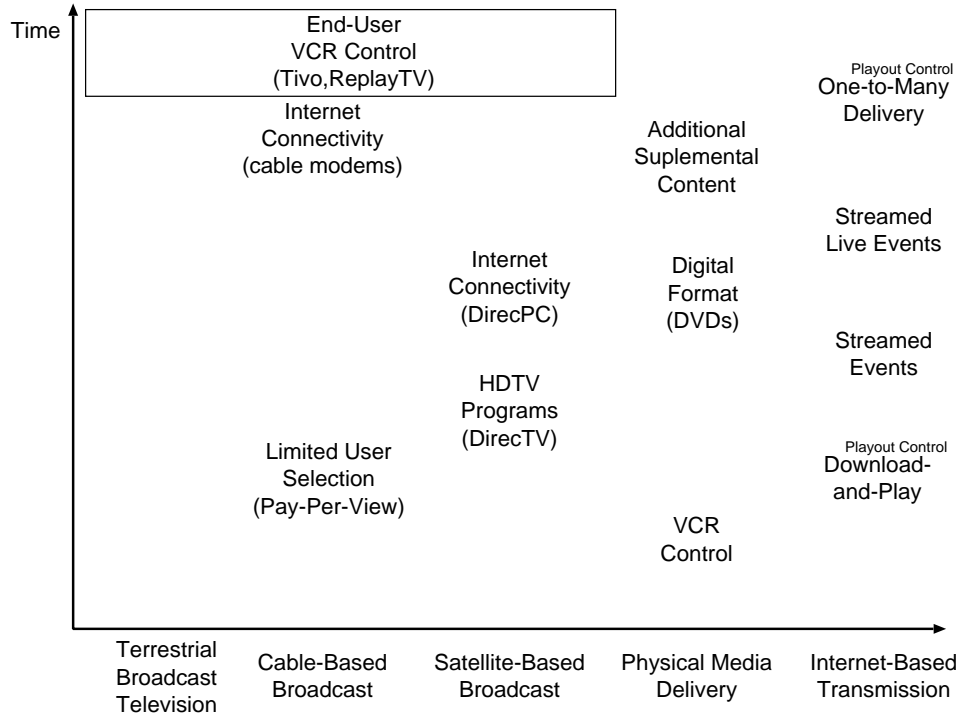 Time
End-User
VCR Control
(Tivo,ReplayTV)
Internet
Connectivity
(cable modems)
Playout Control
One-to-Many
Delivery
Additional
Suplemental
Content
Streamed
Live Events
Internet
Connectivity
(DirecPC)
Digital
Format
(DVDs)
Streamed
Events
HDTV
Programs
(DirecTV)
Limited User
Selection
(Pay-Per-View)
Playout Control
Download-
and-Play
VCR
Control
Terrestrial
Broadcast
Television
Cable-Based
Broadcast
Satellite-Based
Broadcast
Physical Media
Delivery
Internet-Based
Transmission